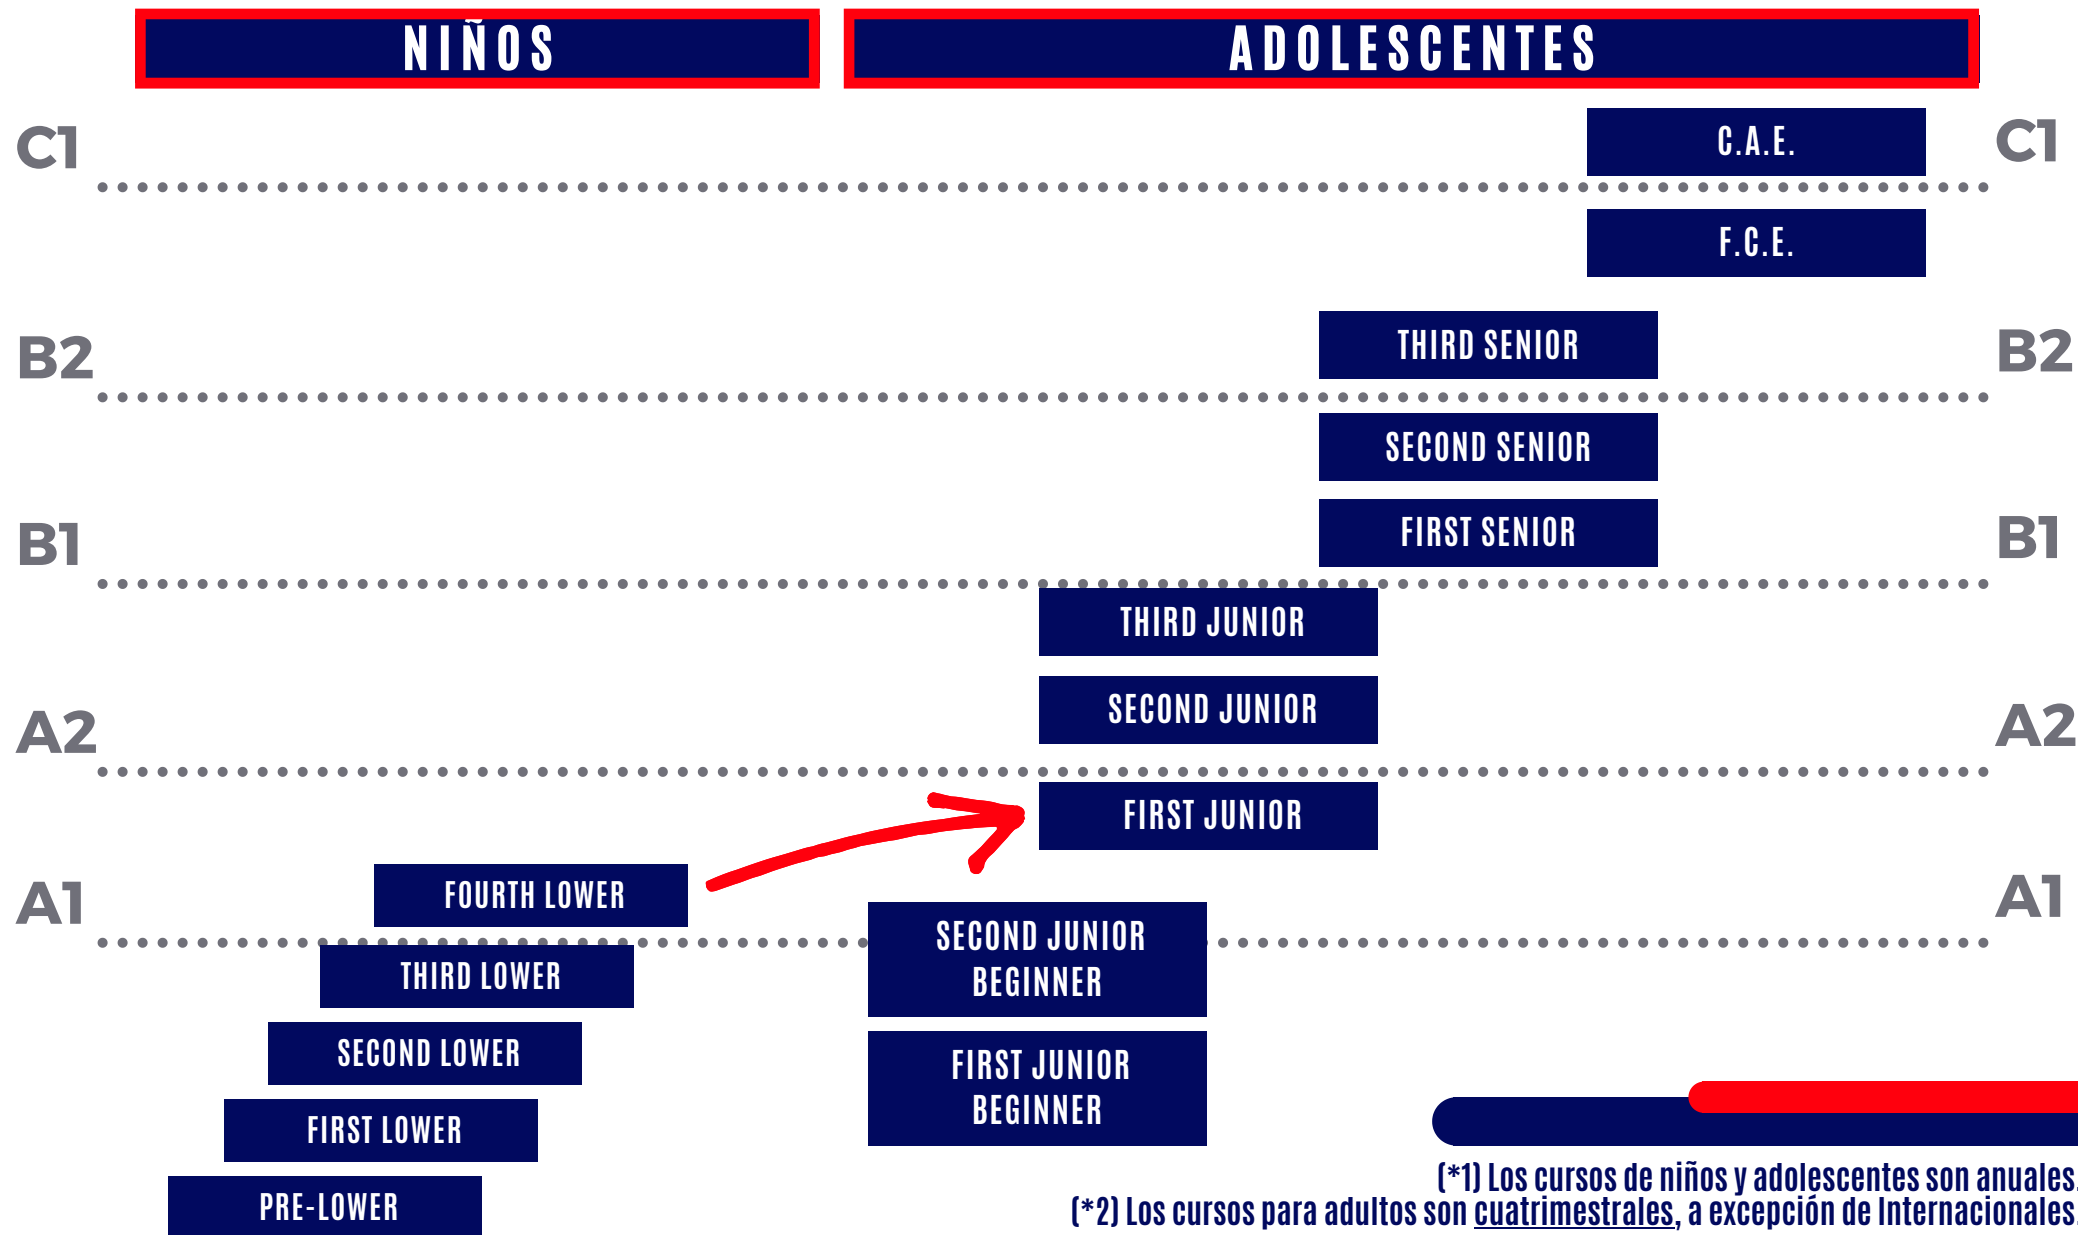 NIÑOS
ADOLESCENTES
C1
C.A.E.
C1
F.C.E.
B2
THIRD SENIOR
B2
SECOND SENIOR
B1
FIRST SENIOR
B1
THIRD JUNIOR
A2
SECOND JUNIOR
A2
FIRST JUNIOR
A1
FOURTH LOWER
A1
SECOND JUNIOR
BEGINNER
THIRD LOWER
SECOND LOWER
FIRST JUNIOR
BEGINNER
FIRST LOWER
PRE-LOWER
(*1) Los cursos de niños y adolescentes son anuales.
(*2) Los cursos para adultos son cuatrimestrales, a excepción de Internacionales.